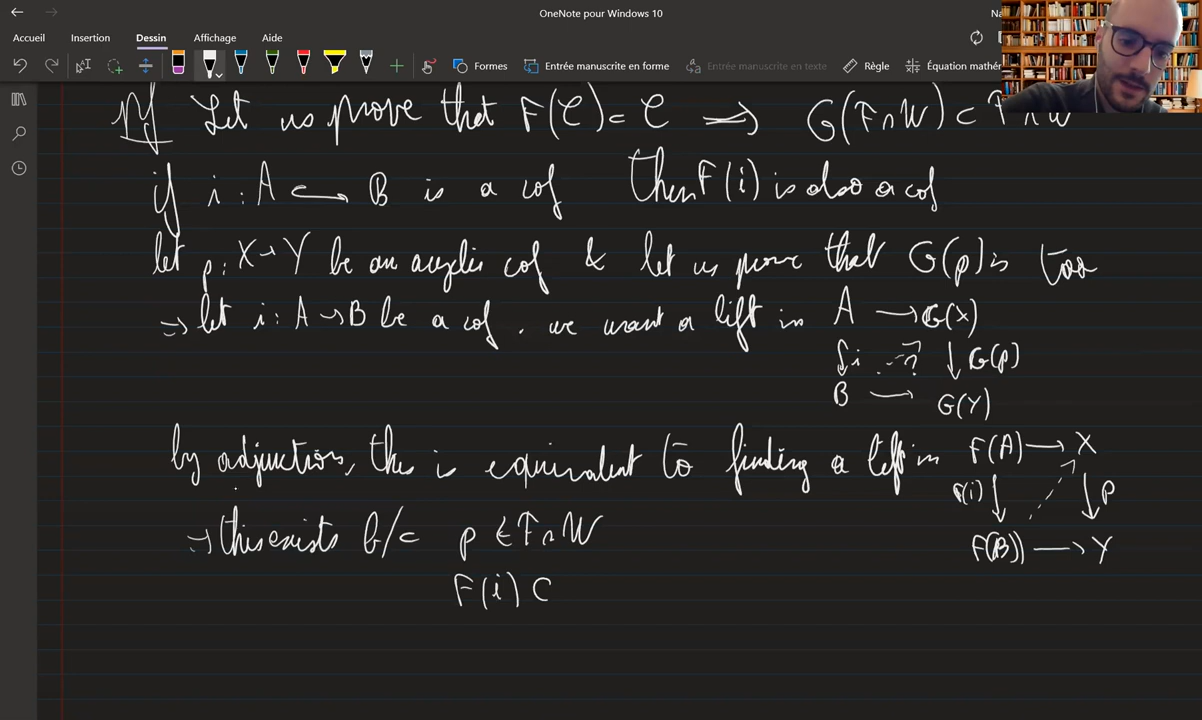 OneNote pour Windows 10
Accueil Insertion Dessin Affichage Aide
Formes Entrée manuscrite en forme Entrée manuscrite en texte Règle Équation mathé
Pf Let us prove that F(C) ⊂ C ⟹ G(F∩W) ⊂ F∩W
if i : A ↪ B is a cof then F(i) is also a cof
let p : X → Y be an acyclic cof & let us prove that G(p) is too
→ let i : A → B be a cof . we want a lift in A → G(X)
i ? G(p)
B → G(Y)
by adjunction, this is equivalent to finding a left in F(A) → X
F(i) p
→ this exists b/c p ∈ F∩W F(B)) → Y
F(i) C